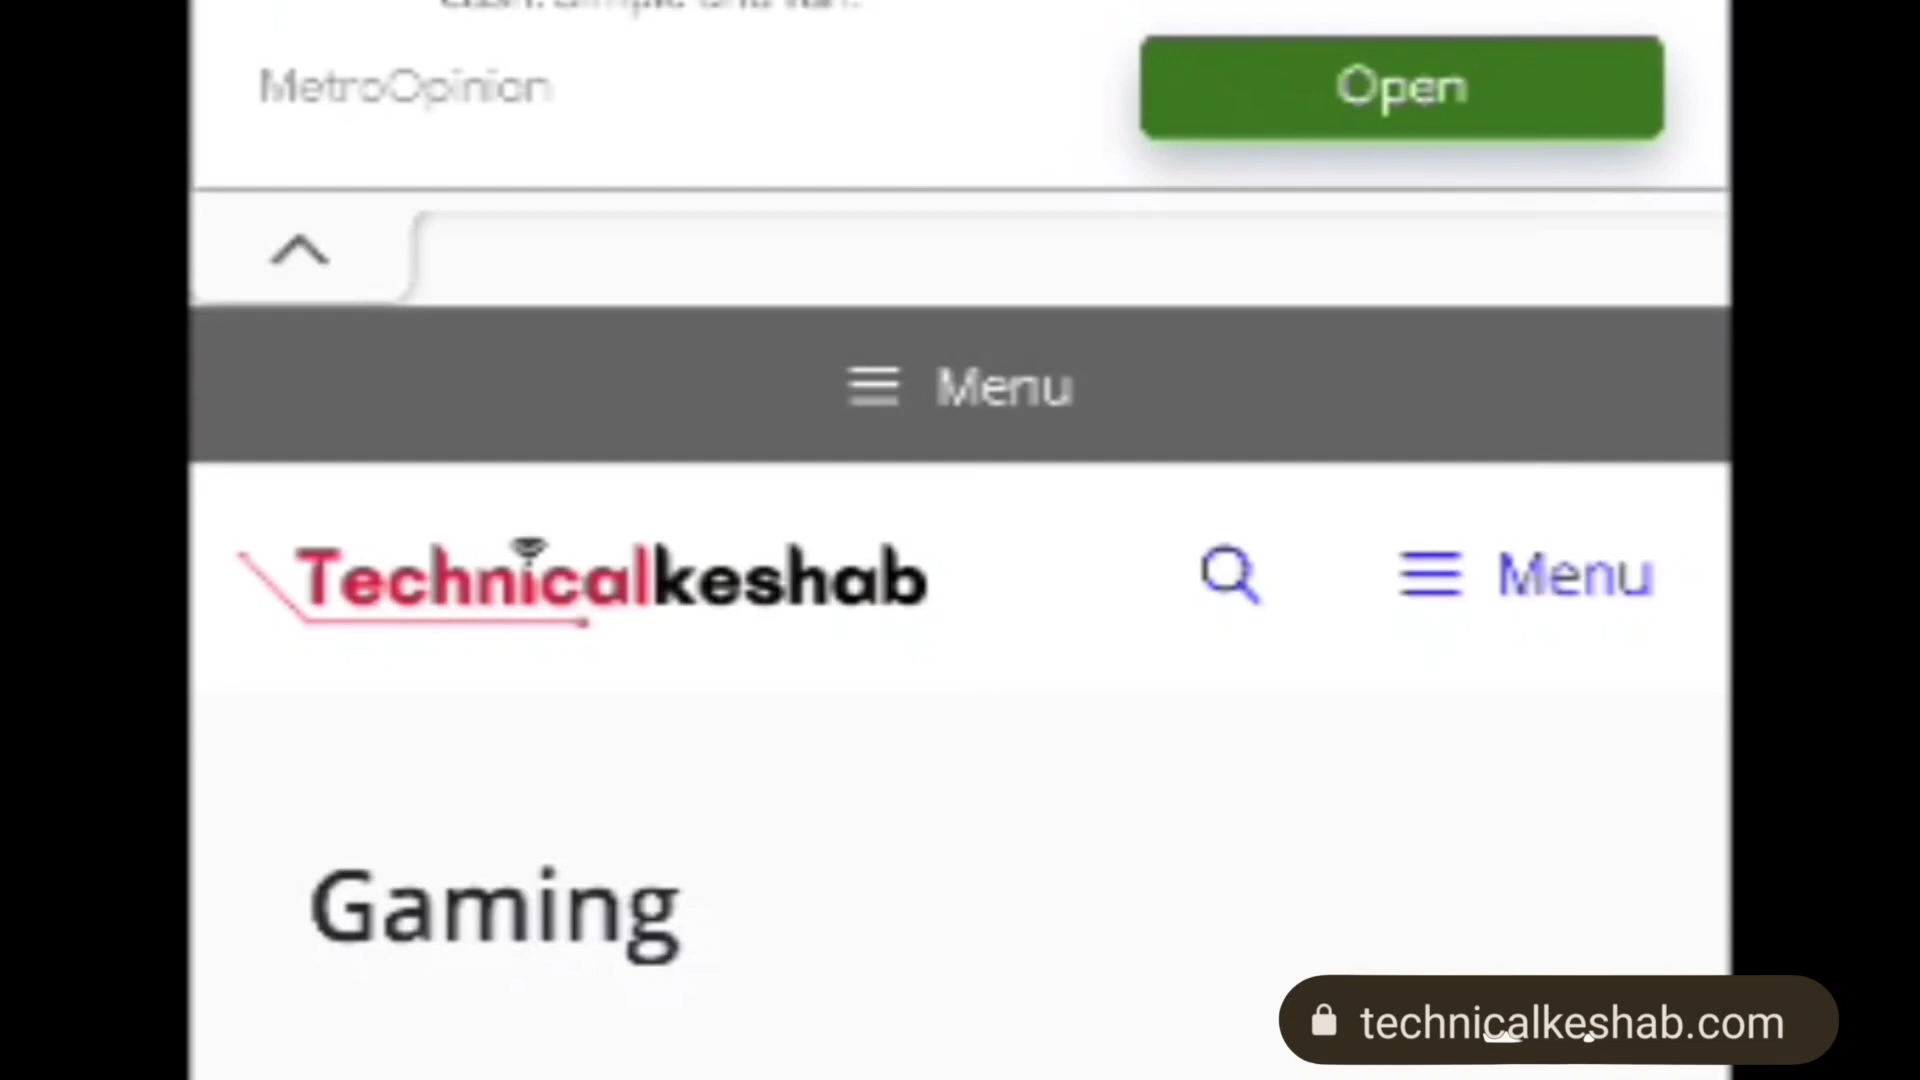 MetroOpinion
Open
Menu
Technicalkeshab
Menu
Gaming
technicalkeshab.com